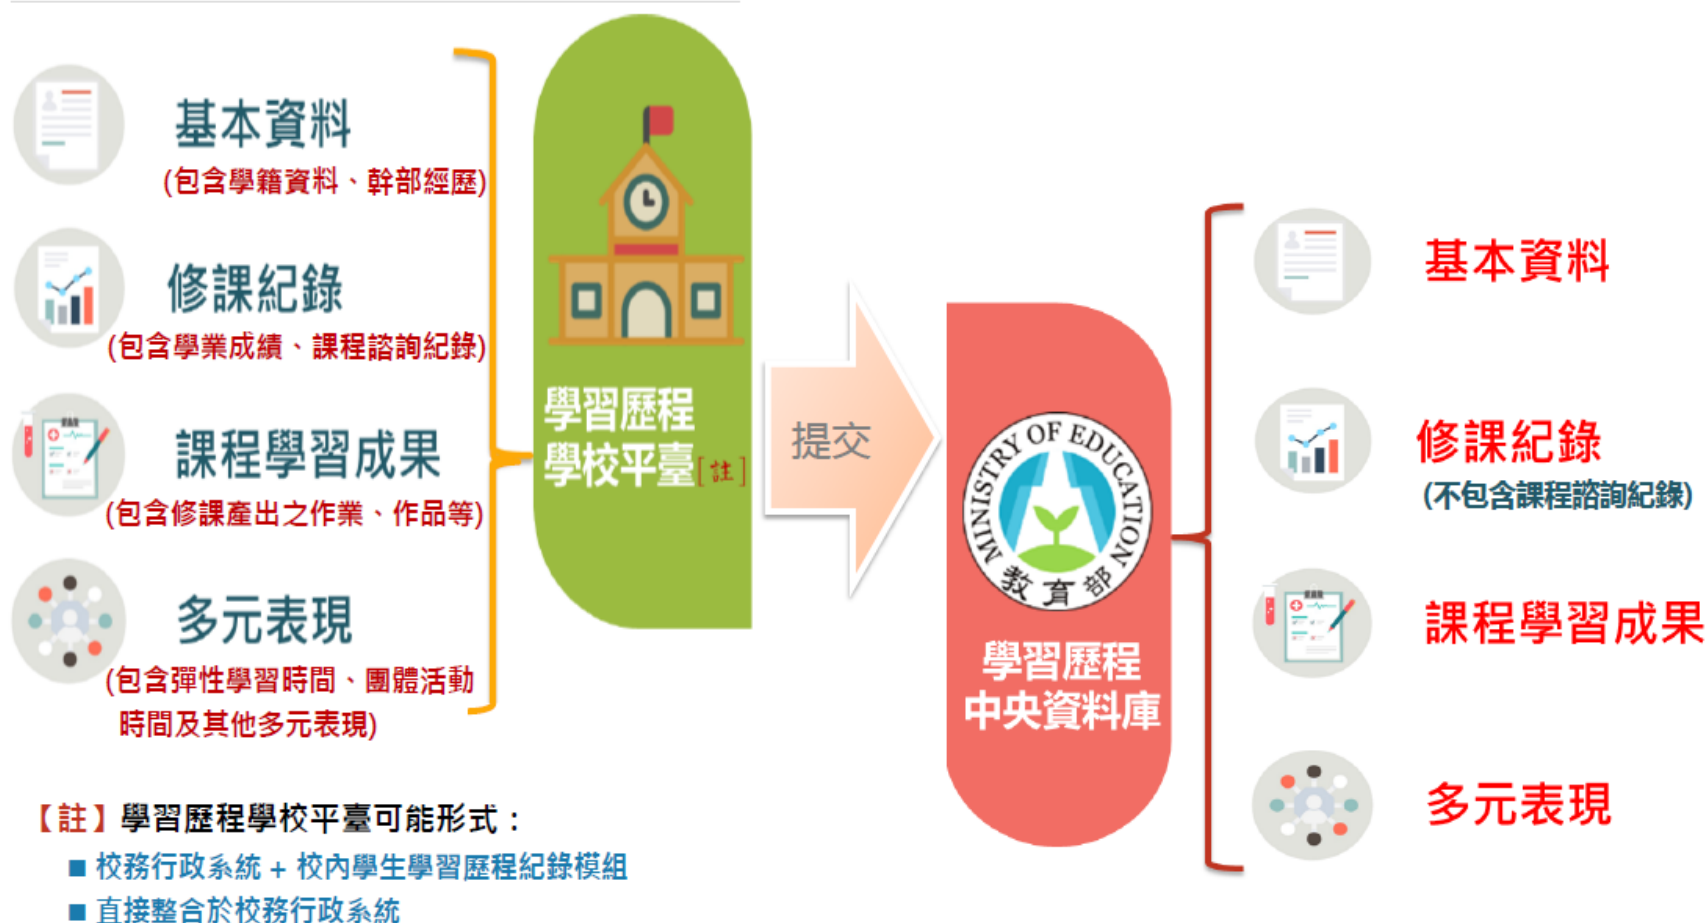 基本資料
(包含學籍資料、幹部經歷)
修課紀錄
(包含學業成績、課程諮詢紀錄)
課程學習成果
(包含修課產出之作業、作品等)
多元表現
(包含彈性學習時間、團體活動
時間及其他多元表現)
學習歷程
學校平臺[註]
提交
MINISTRY OF EDUCATION
教育部
學習歷程
中央資料庫
基本資料
修課紀錄
(不包含課程諮詢紀錄)
課程學習成果
多元表現
【註】學習歷程學校平臺可能形式：
■ 校務行政系統 + 校內學生學習歷程紀錄模組
■ 直接整合於校務行政系統